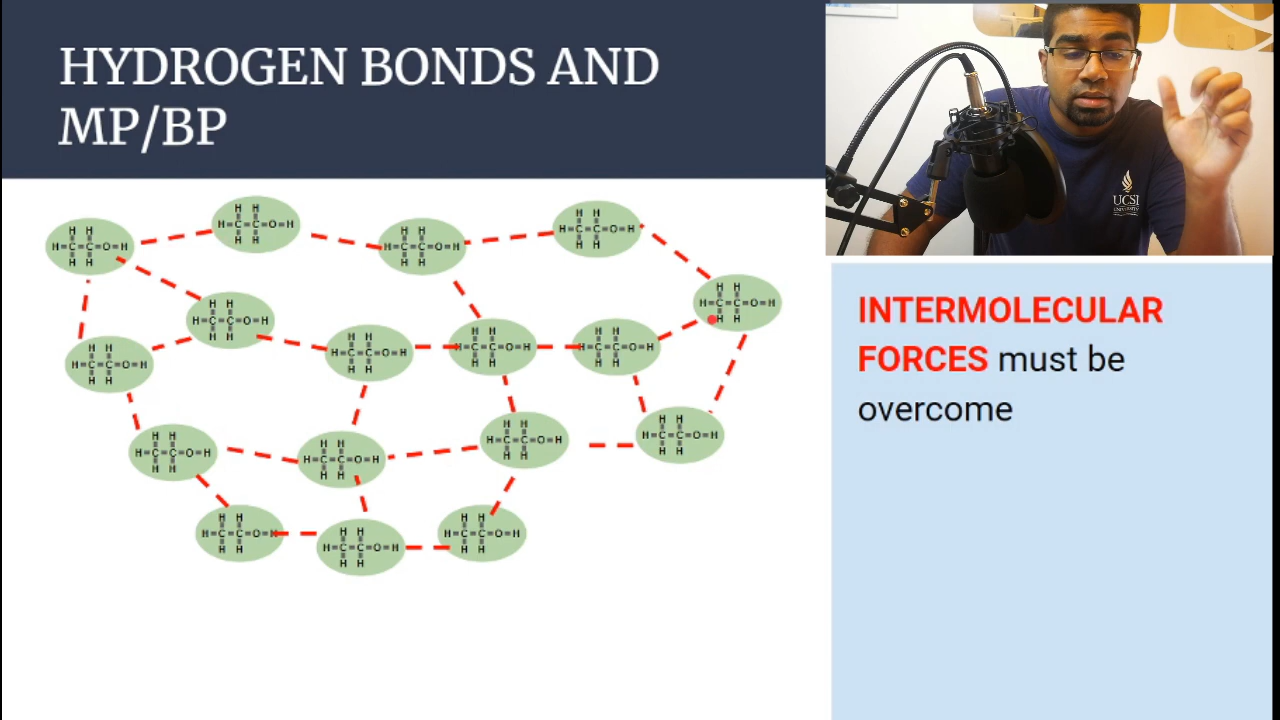 HYDROGEN BONDS AND
MP/BP
INTERMOLECULAR
FORCES must be
overcome
UCSI
UNIVERSITY
H H
H=C=C=O=H
H H
H H
H=C=C=O=H
H H
H H
H=C=C=O=H
H H
H H
H=C=C=O=H
H H
H H
H=C=C=O=H
H H
H H
H=C=C=O=H
H H
H H
H=C=C=O=H
H H
H H
H=C=C=O=H
H H
H H
H=C=C=O=H
H H
H H
H=C=C=O=H
H H
H H
H=C=C=O=H
H H
H H
H=C=C=O=H
H H
H H
H=C=C=O=H
H H
H H
H=C=C=O=H
H H
H H
H=C=C=O=H
H H
H H
H=C=C=O=H
H H
H H
H=C=C=O=H
H H